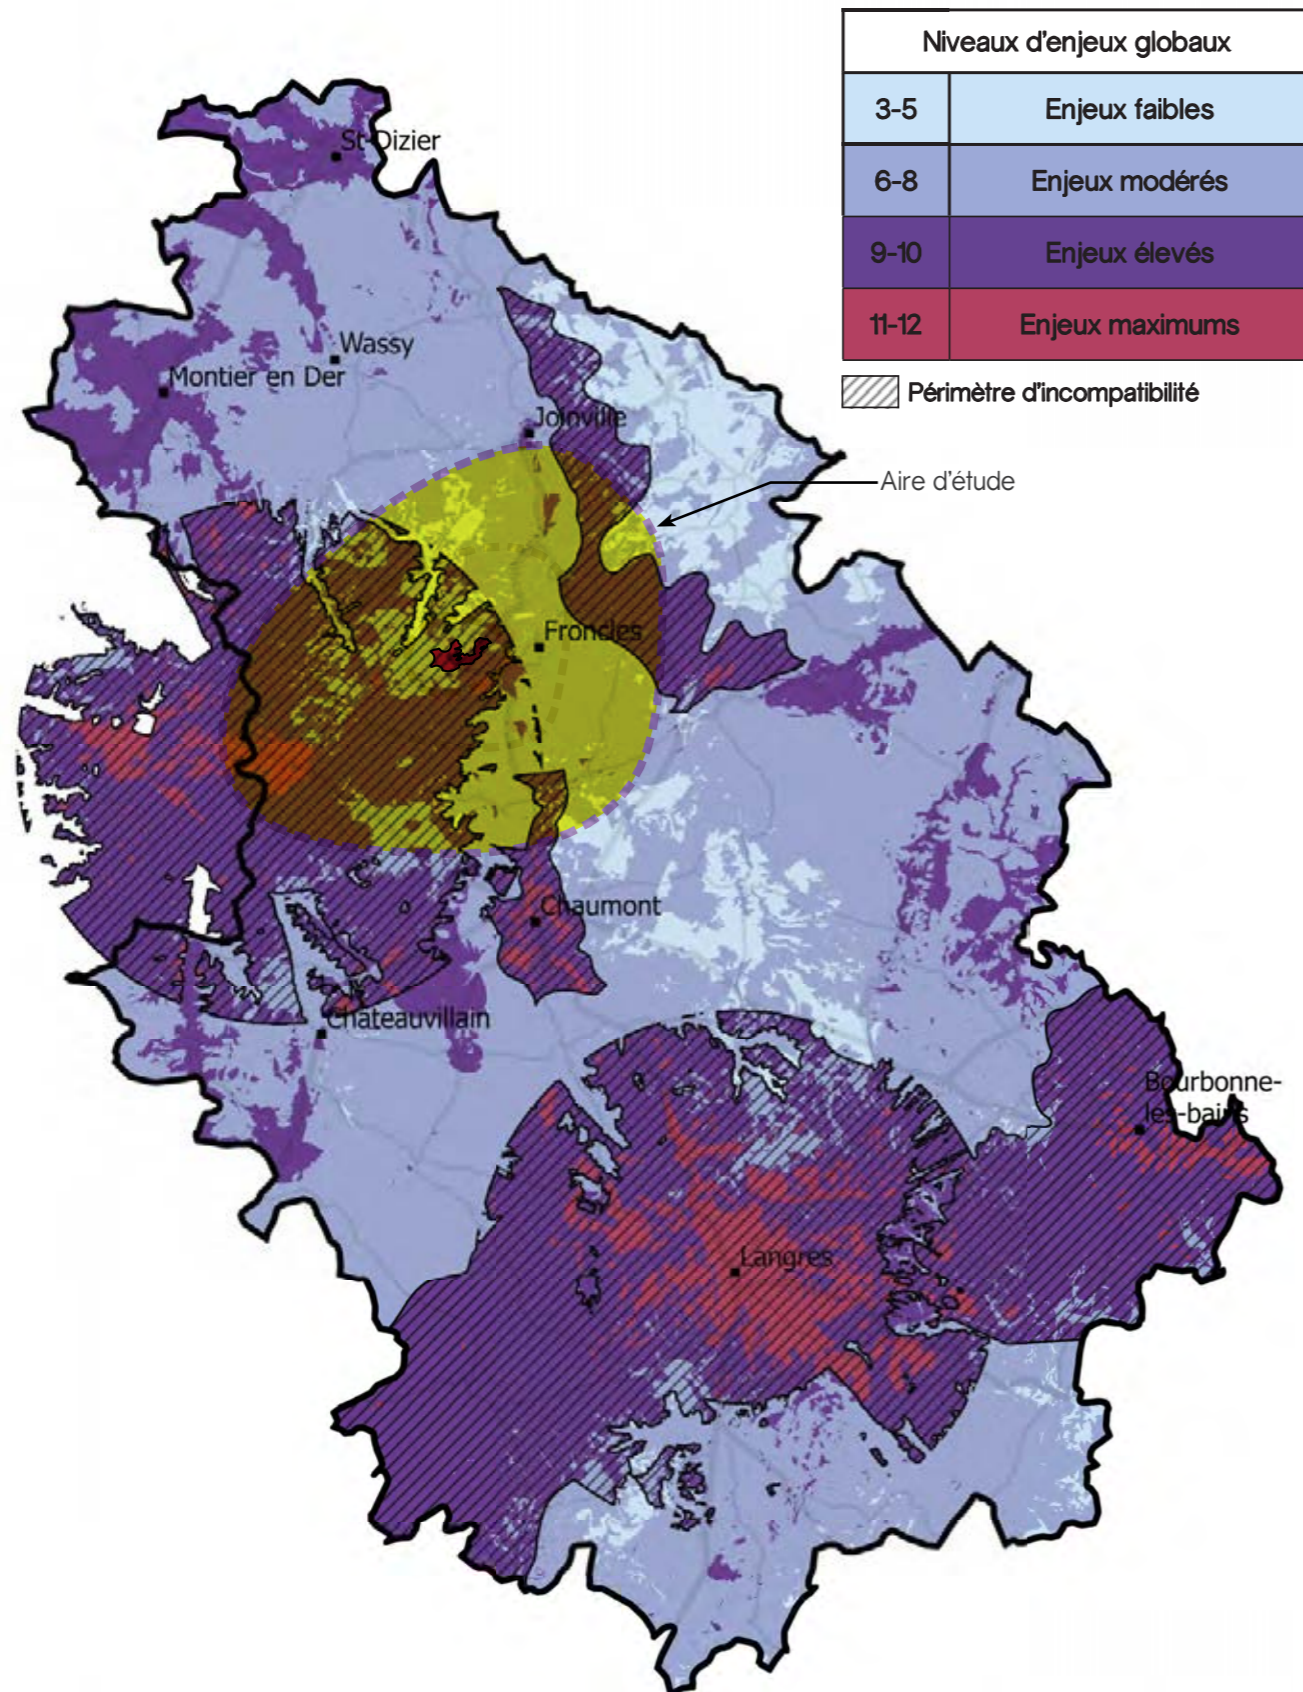 Niveaux d'enjeux globaux
3-5 Enjeux faibles
6-8 Enjeux modérés
9-10 Enjeux élevés
11-12 Enjeux maximums
Périmètre d'incompatibilité
St-Dizier
Wassy
Montier en Der
Joinville
Aire d'étude
Froncles
Chaumont
Chateauvillain
Bourbonne-
les-bains
Langres